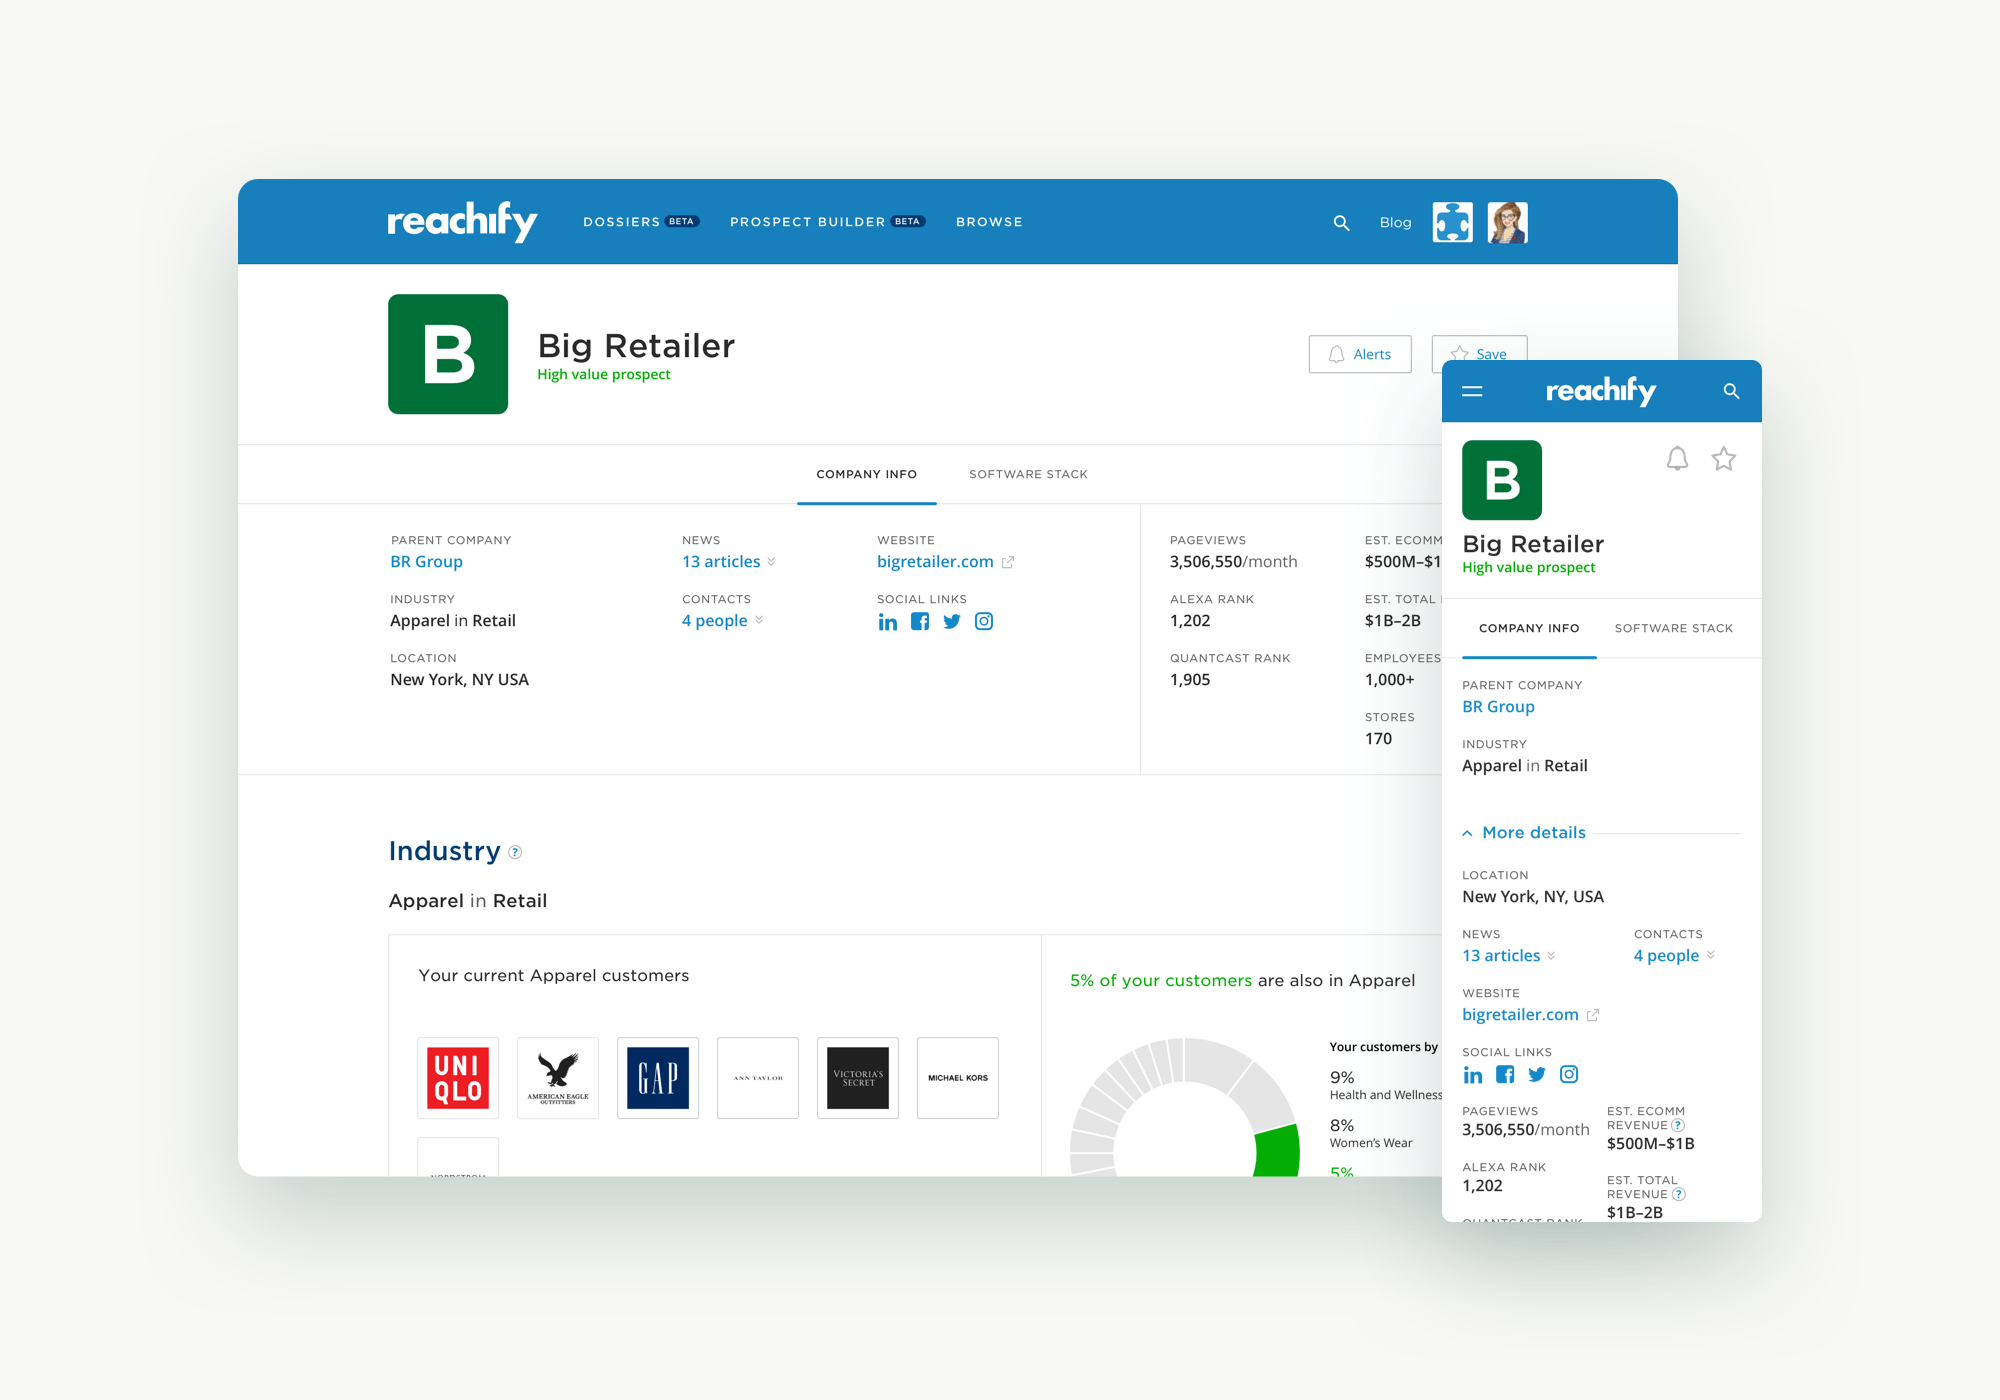 reachify
DOSSIERS BETA
PROSPECT BUILDER BETA
BROWSE
Blog
B
Big Retailer
High value prospect
Alerts
Save
COMPANY INFO
SOFTWARE STACK
PARENT COMPANY
BR Group
INDUSTRY
Apparel in Retail
LOCATION
New York, NY USA
NEWS
13 articles
CONTACTS
4 people
WEBSITE
bigretailer.com
SOCIAL LINKS
in
PAGEVIEWS
3,506,550/month
ALEXA RANK
1,202
QUANTCAST RANK
1,905
EST. ECOMM
$500M–$1
EST. TOTAL
$1B–2B
EMPLOYEES
1,000+
STORES
170
Industry ?
Apparel in Retail
Your current Apparel customers
UNI
QLO
AMERICAN EAGLE
OUTFITTERS
GAP
ANN TAYLOR
VICTORIA'S
SECRET
MICHAEL KORS
NORDSTROM
5% of your customers are also in Apparel
Your customers by
9%
Health and Wellness
8%
Women's Wear
5%
reachify
B
Big Retailer
High value prospect
COMPANY INFO
SOFTWARE STACK
PARENT COMPANY
BR Group
INDUSTRY
Apparel in Retail
More details
LOCATION
New York, NY, USA
NEWS
13 articles
CONTACTS
4 people
WEBSITE
bigretailer.com
SOCIAL LINKS
in
PAGEVIEWS
3,506,550/month
ALEXA RANK
1,202
QUANTCAST RANK
EST. ECOMM
REVENUE ?
$500M–$1B
EST. TOTAL
REVENUE ?
$1B–2B